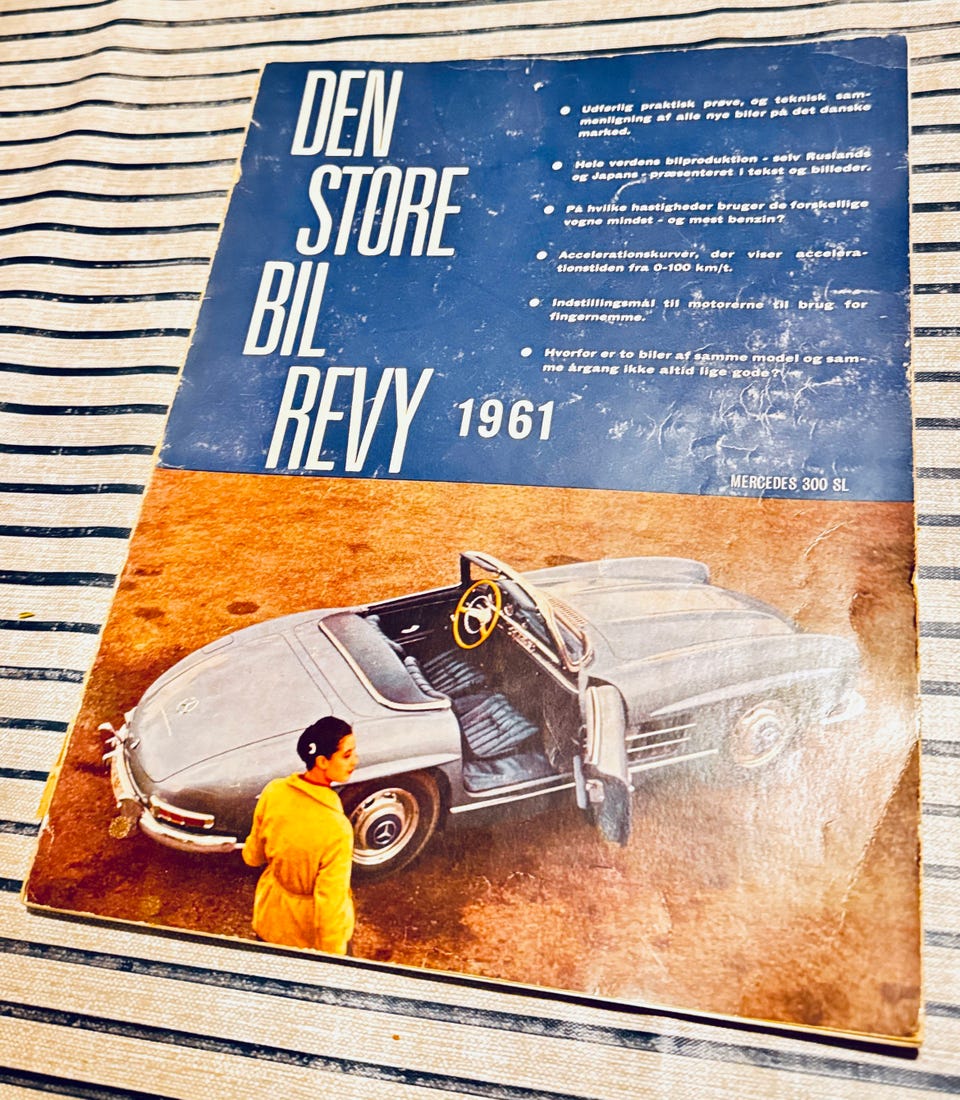 DEN
STORE
BIL
REVY 1961
● Udførlig praktisk prøve, og teknisk sam-
menligning af alle nye biler på det danske
marked.
● Hele verdens bilproduktion - selv Ruslands
og Japans - præsenteret i tekst og billeder.
● På hvilke hastigheder bruger de forskellige
vogne mindst - og mest benzin?
● Accelerationskurver, der viser accelera-
tionstiden fra 0-100 km/t.
● Indstillingsmål til motorerne til brug for
fingernemme.
● Hvorfor er to biler af samme model og sam-
me årgang ikke altid lige gode?
MERCEDES 300 SL